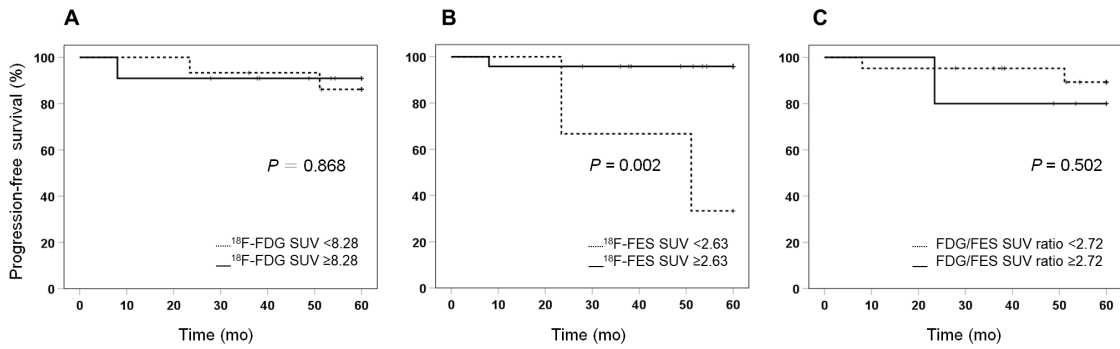 A
B
C
Progression-free survival (%)
100
80
60
40
20
0
P = 0.868
18F-FDG SUV <8.28
18F-FDG SUV ≥8.28
0 10 20 30 40 50 60
Time (mo)
100
80
60
40
20
0
P = 0.002
18F-FES SUV <2.63
18F-FES SUV ≥2.63
0 10 20 30 40 50 60
Time (mo)
100
80
60
40
20
0
P = 0.502
FDG/FES SUV ratio <2.72
FDG/FES SUV ratio ≥2.72
0 10 20 30 40 50 60
Time (mo)